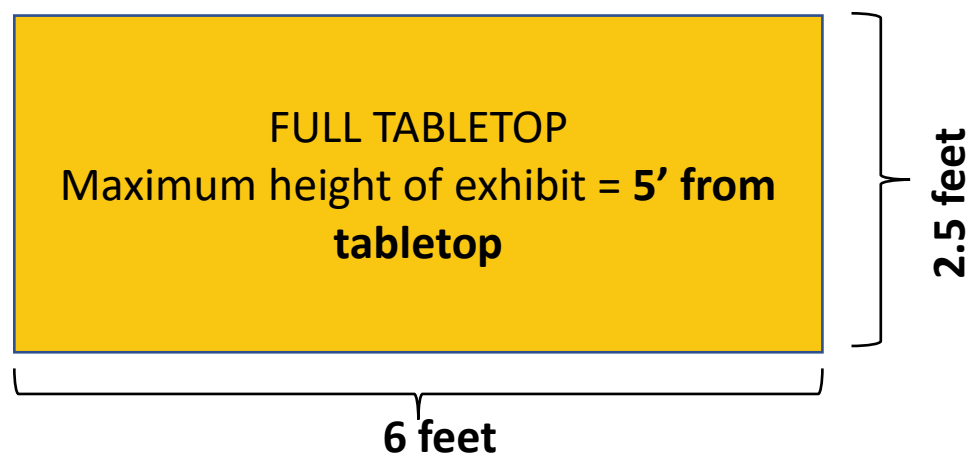 FULL TABLETOP
Maximum height of exhibit = 5’ from
tabletop
2.5 feet
6 feet